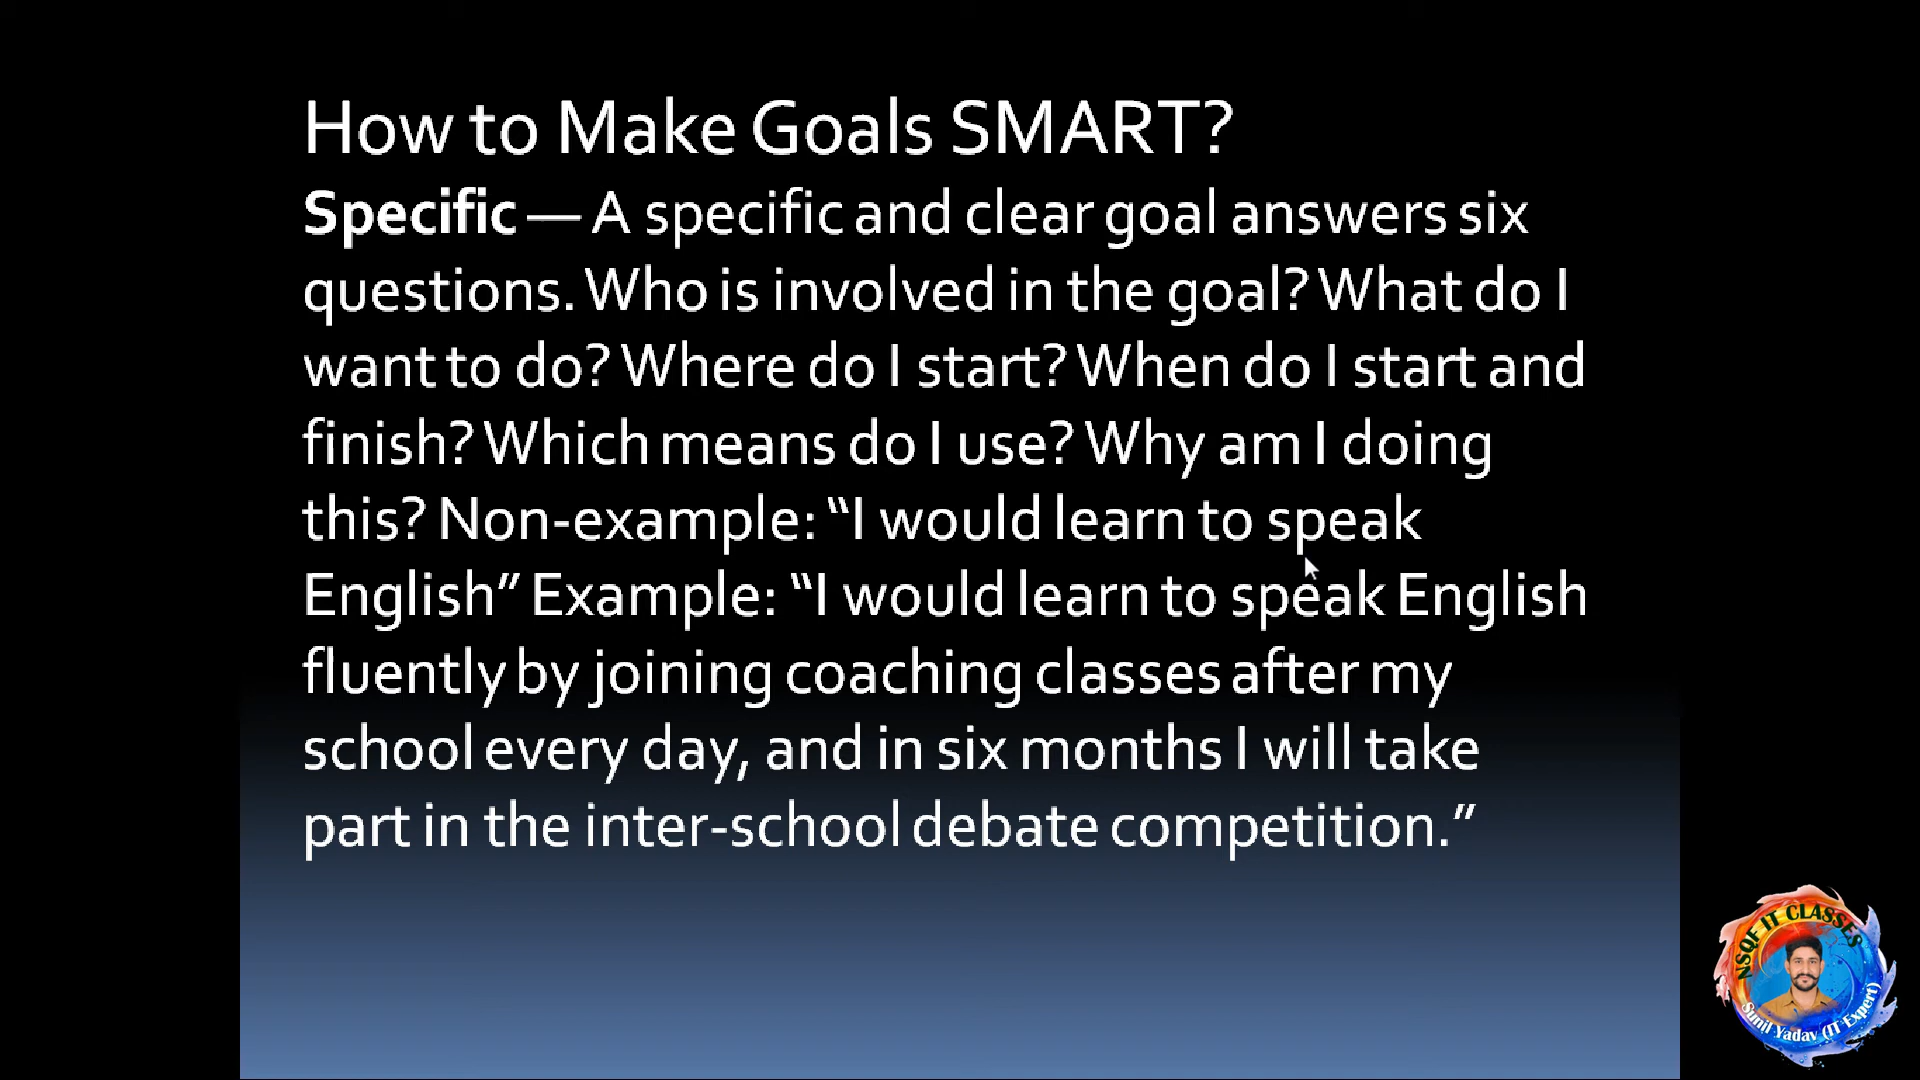 How to Make Goals SMART?
Specific — A specific and clear goal answers six
questions. Who is involved in the goal? What do I
want to do? Where do I start? When do I start and
finish? Which means do I use? Why am I doing
this? Non-example: “I would learn to speak
English” Example: “I would learn to speak English
fluently by joining coaching classes after my
school every day, and in six months I will take
part in the inter-school debate competition.”
NSQF IT CLASSES
Sunil Yadav (IT Expert)